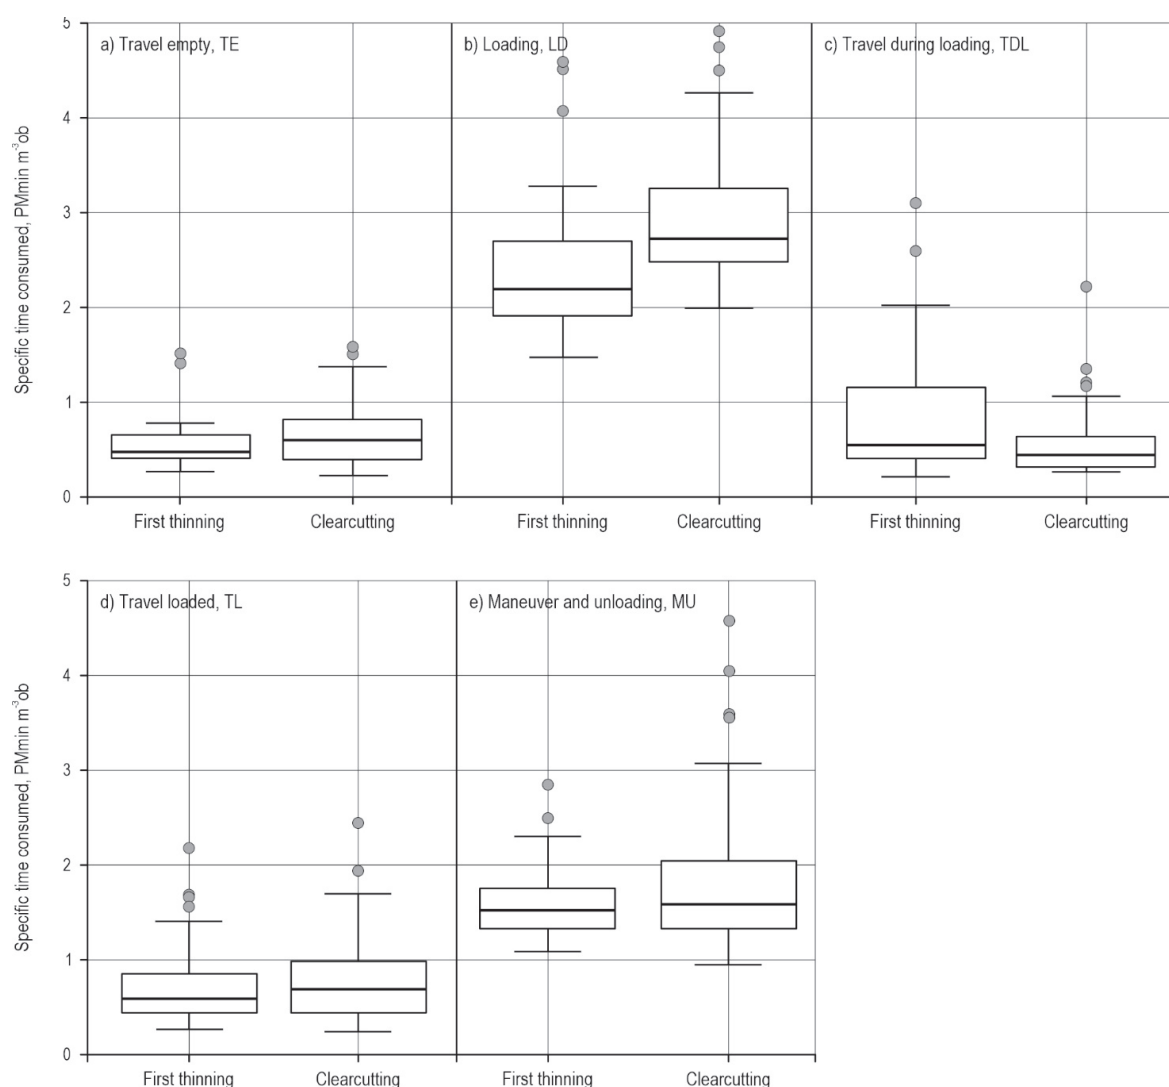 5
a) Travel empty, TE
b) Loading, LD
c) Travel during loading, TDL
4
3
2
1
0
Specific time consumed, PMmin m⁻³ob
First thinning
Clearcutting
First thinning
Clearcutting
First thinning
Clearcutting
5
d) Travel loaded, TL
e) Maneuver and unloading, MU
4
3
2
1
0
Specific time consumed, PMmin m⁻³ob
First thinning
Clearcutting
First thinning
Clearcutting